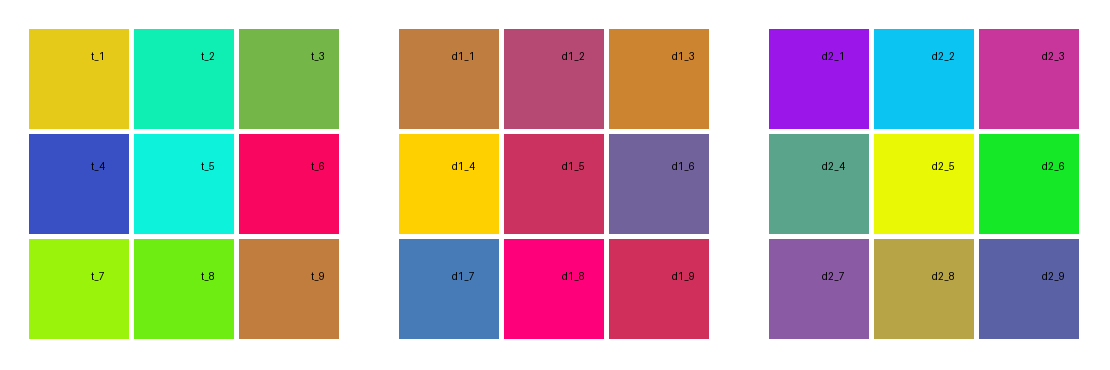 t_1 t_2 t_3 d1_1 d1_2 d1_3 d2_1 d2_2 d2_3
t_4 t_5 t_6 d1_4 d1_5 d1_6 d2_4 d2_5 d2_6
t_7 t_8 t_9 d1_7 d1_8 d1_9 d2_7 d2_8 d2_9